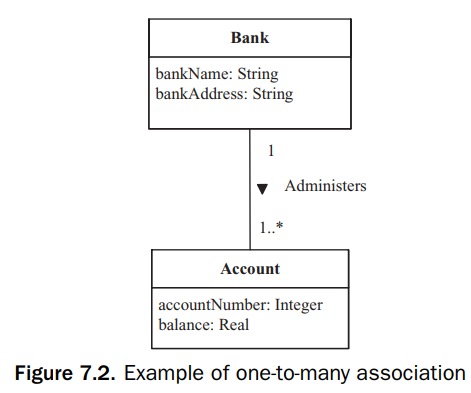 Bank
bankName: String
bankAddress: String
1
Administers
1..*
Account
accountNumber: Integer
balance: Real
Figure 7.2. Example of one-to-many association